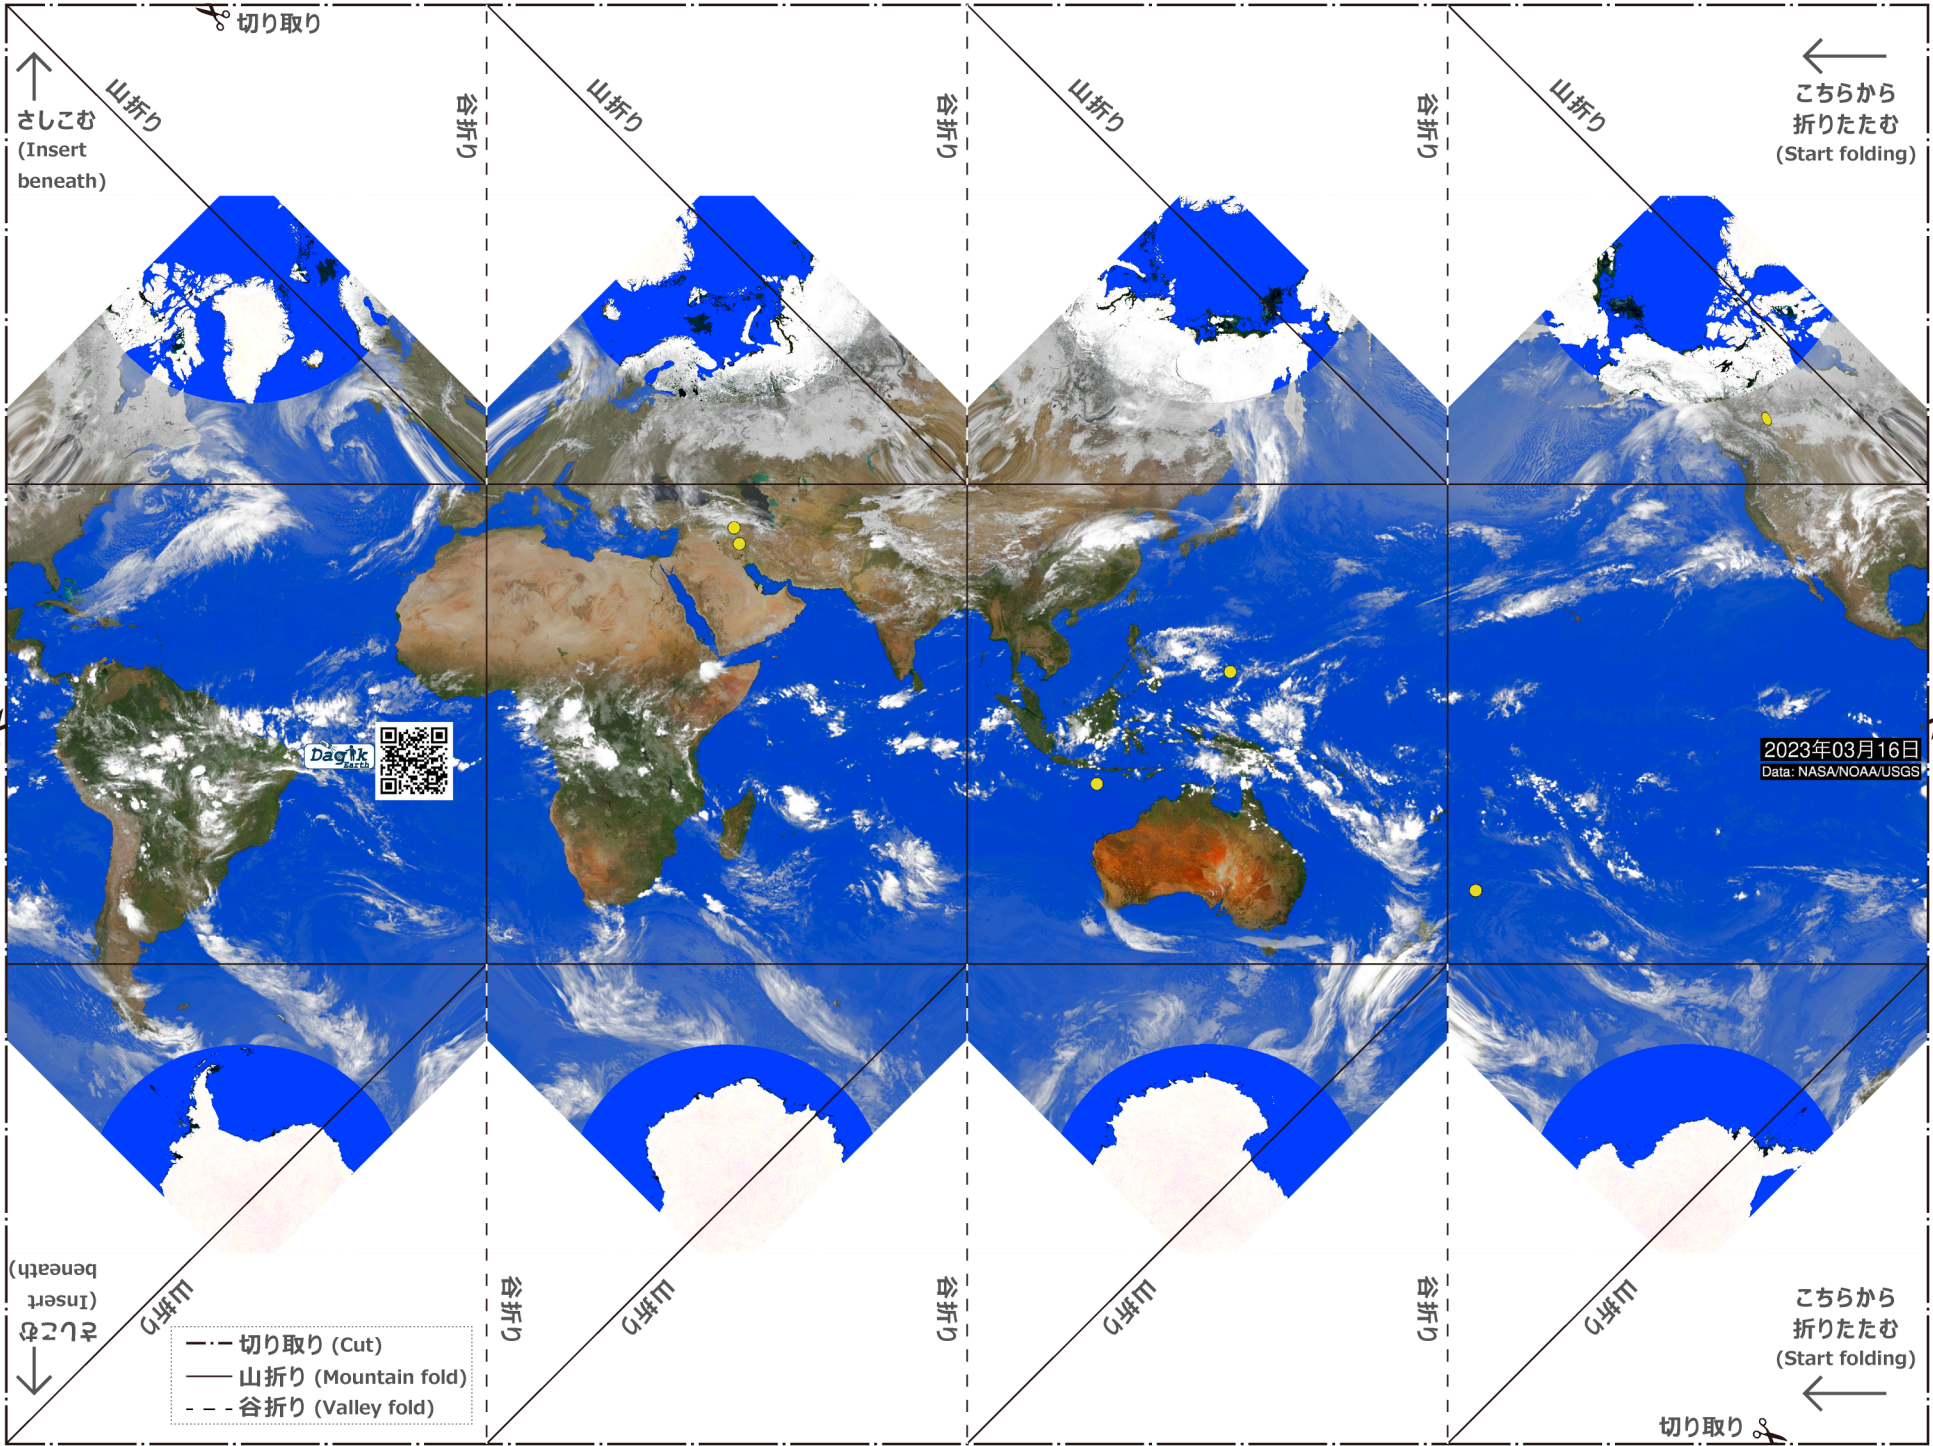 切り取り
山折り
谷折り
山折り
谷折り
山折り
谷折り
山折り
さしこむ
(Insert
beneath)
こちらから
折りたたむ
(Start folding)
Dagik
Earth
2023年03月16日
Data: NASA/NOAA/USGS
さしこむ
(Insert
beneath)
山折り
谷折り
山折り
谷折り
山折り
谷折り
山折り
こちらから
折りたたむ
(Start folding)
切り取り (Cut)
山折り (Mountain fold)
谷折り (Valley fold)
切り取り